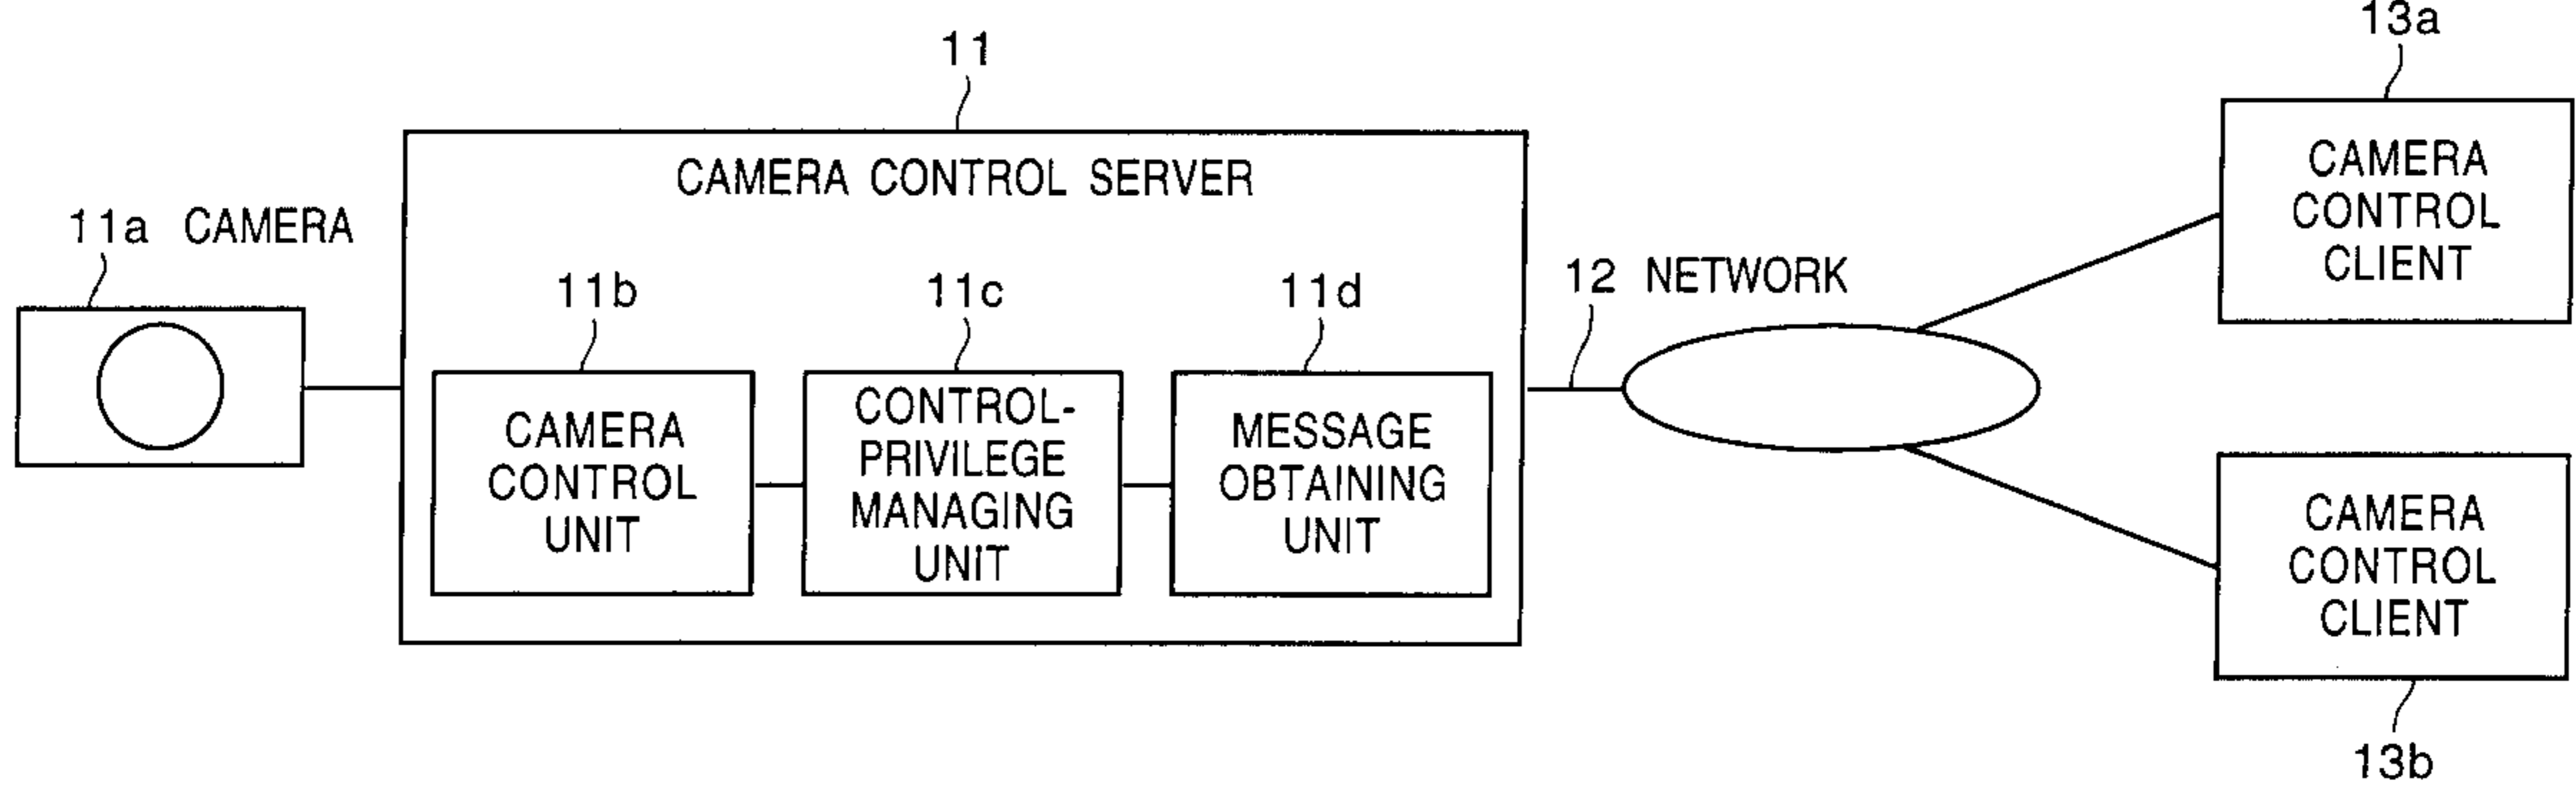 13a
11
CAMERA CONTROL SERVER
CAMERA
CONTROL
CLIENT
11a CAMERA
12 NETWORK
11b
11c
11d
CAMERA
CONTROL
UNIT
CONTROL-
PRIVILEGE
MANAGING
UNIT
MESSAGE
OBTAINING
UNIT
CAMERA
CONTROL
CLIENT
13b